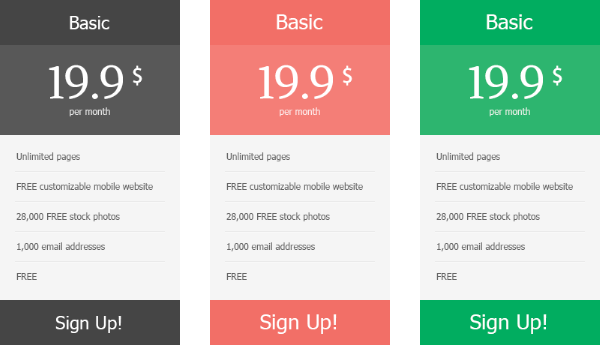 Basic
19.9 $
per month
Unlimited pages
FREE customizable mobile website
28,000 FREE stock photos
1,000 email addresses
FREE
Sign Up!
Basic
19.9 $
per month
Unlimited pages
FREE customizable mobile website
28,000 FREE stock photos
1,000 email addresses
FREE
Sign Up!
Basic
19.9 $
per month
Unlimited pages
FREE customizable mobile website
28,000 FREE stock photos
1,000 email addresses
FREE
Sign Up!